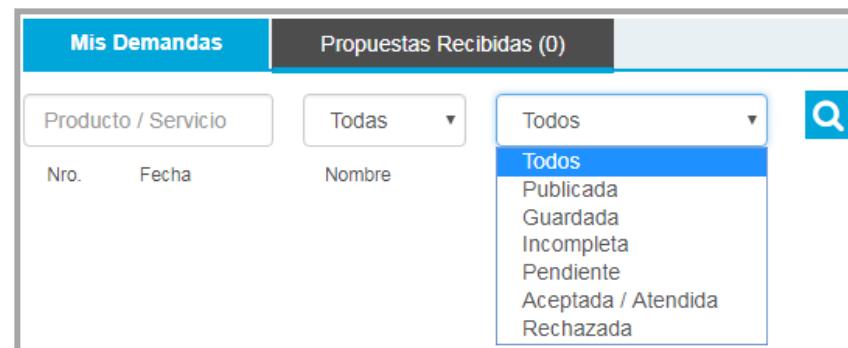 Mis Demandas Propuestas Recibidas (0)
Producto / Servicio Todas Todos
Nro. Fecha Nombre
Todos
Publicada
Guardada
Incompleta
Pendiente
Aceptada / Atendida
Rechazada